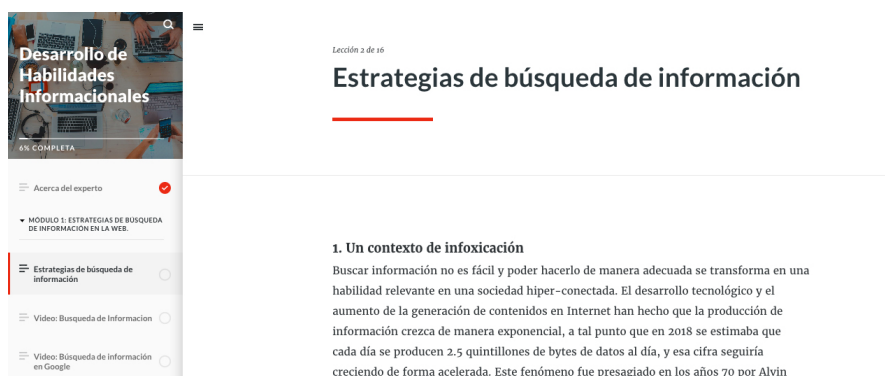 Desarrollo de
Habilidades
Informacionales
6% COMPLETA
Acerca del experto
MÓDULO 1: ESTRATEGIAS DE BÚSQUEDA
DE INFORMACIÓN EN LA WEB.
Estrategias de búsqueda de
información
Video: Busqueda de Informacion
Video: Búsqueda de información
en Google
Lección 2 de 16
Estrategias de búsqueda de información
1. Un contexto de infoxicación
Buscar información no es fácil y poder hacerlo de manera adecuada se transforma en una
habilidad relevante en una sociedad hiper-conectada. El desarrollo tecnológico y el
aumento de la generación de contenidos en Internet han hecho que la producción de
información crezca de manera exponencial, a tal punto que en 2018 se estimaba que
cada día se producen 2.5 quintillones de bytes de datos al día, y esa cifra seguiría
creciendo de forma acelerada. Este fenómeno fue presagiado en los años 70 por Alvin